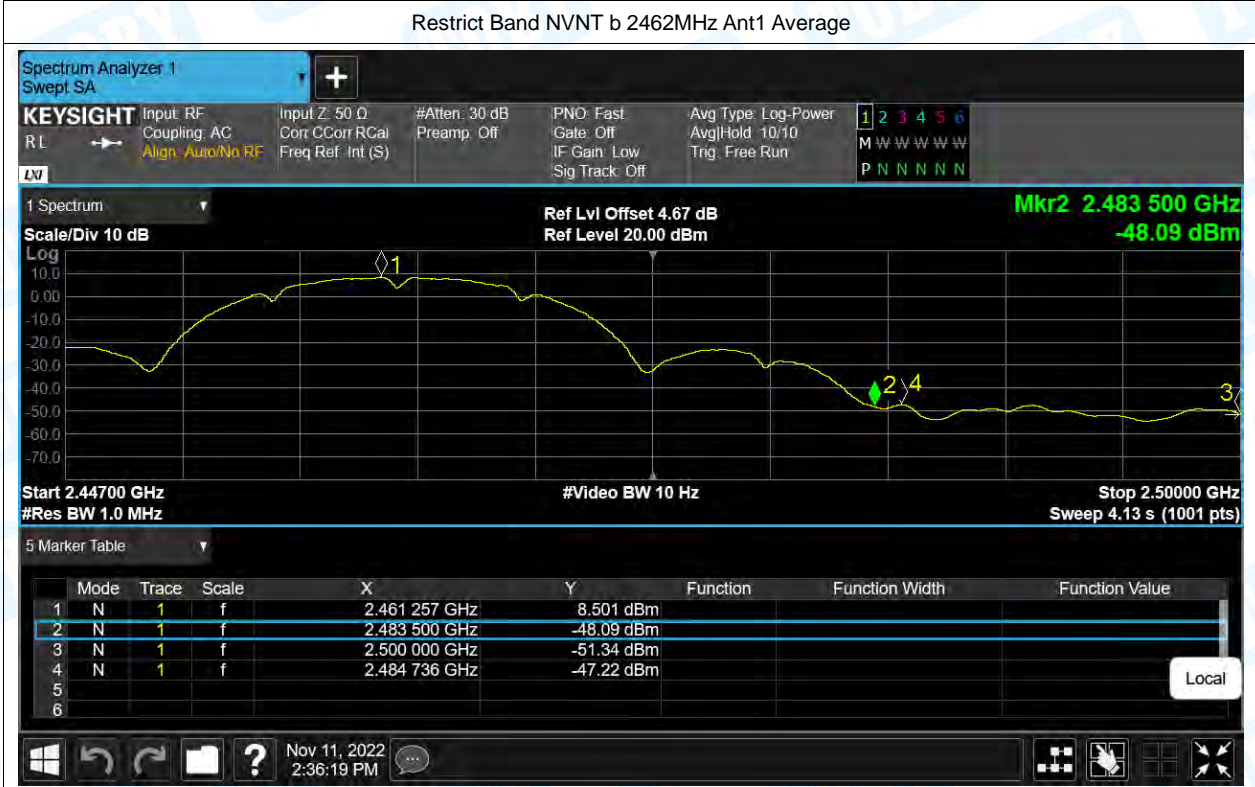 Restrict Band NVNT b 2462MHz Ant1 Average
Spectrum Analyzer 1
Swept SA
+
KEYSIGHT
RL
LXI
Input: RF
Coupling: AC
Align: Auto/No RF
Input Z: 50 Ω
Corr CCorr RCal
Freq Ref: Int (S)
#Atten: 30 dB
Preamp: Off
PNO: Fast
Gate: Off
IF Gain: Low
Sig Track: Off
Avg Type: Log-Power
Avg|Hold: 10/10
Trig: Free Run
1 2 3 4 5 6
M W W W W W
P N N N N N
1 Spectrum
Scale/Div 10 dB
Ref Lvl Offset 4.67 dB
Ref Level 20.00 dBm
Mkr2 2.483 500 GHz
-48.09 dBm
Log
10.0
0.00
-10.0
-20.0
-30.0
-40.0
-50.0
-60.0
-70.0
1
2
4
3
Start 2.44700 GHz
#Res BW 1.0 MHz
#Video BW 10 Hz
Stop 2.50000 GHz
Sweep 4.13 s (1001 pts)
5 Marker Table
Mode Trace Scale X Y Function Function Width Function Value
1 N 1 f 2.461 257 GHz 8.501 dBm
2 N 1 f 2.483 500 GHz -48.09 dBm
3 N 1 f 2.500 000 GHz -51.34 dBm
4 N 1 f 2.484 736 GHz -47.22 dBm
5
6
Local
?
Nov 11, 2022
2:36:19 PM